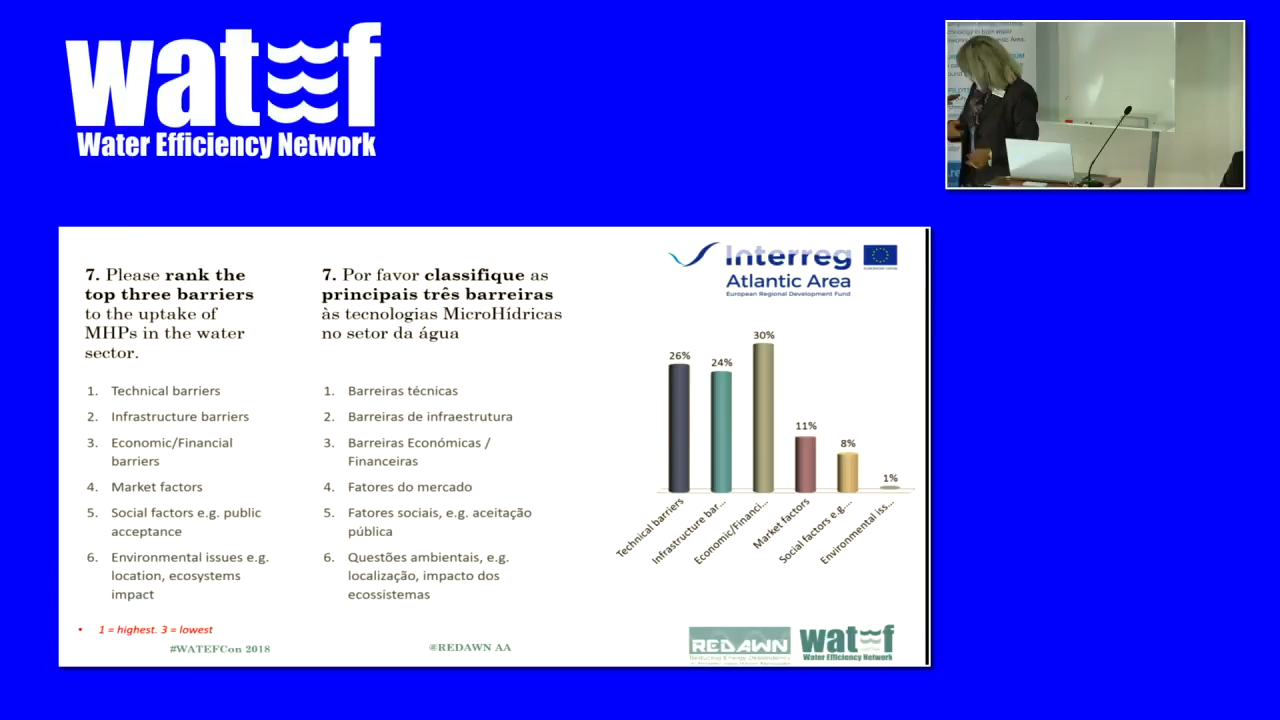 watef
Water Efficiency Network
7. Please rank the
top three barriers
to the uptake of
MHPs in the water
sector.
1. Technical barriers
2. Infrastructure barriers
3. Economic/Financial
barriers
4. Market factors
5. Social factors e.g. public
acceptance
6. Environmental issues e.g.
location, ecosystems
impact
• 1 = highest. 3 = lowest
7. Por favor classifique as
principais três barreiras
às tecnologias MicroHídricas
no setor da água
1. Barreiras técnicas
2. Barreiras de infraestrutura
3. Barreiras Económicas /
Financeiras
4. Fatores do mercado
5. Fatores sociais, e.g. aceitação
pública
6. Questões ambientais, e.g.
localização, impacto dos
ecossistemas
Interreg
Atlantic Area
European Regional Development Fund
26%
24%
30%
11%
8%
1%
Technical barriers
Infrastructure bar...
Economic/Financi...
Market factors
Social factors e.g....
Environmental iss...
#WATEFCon 2018
@REDAWN AA
REDAWN
Reducing Energy Dependency
watef
Water Efficiency Network